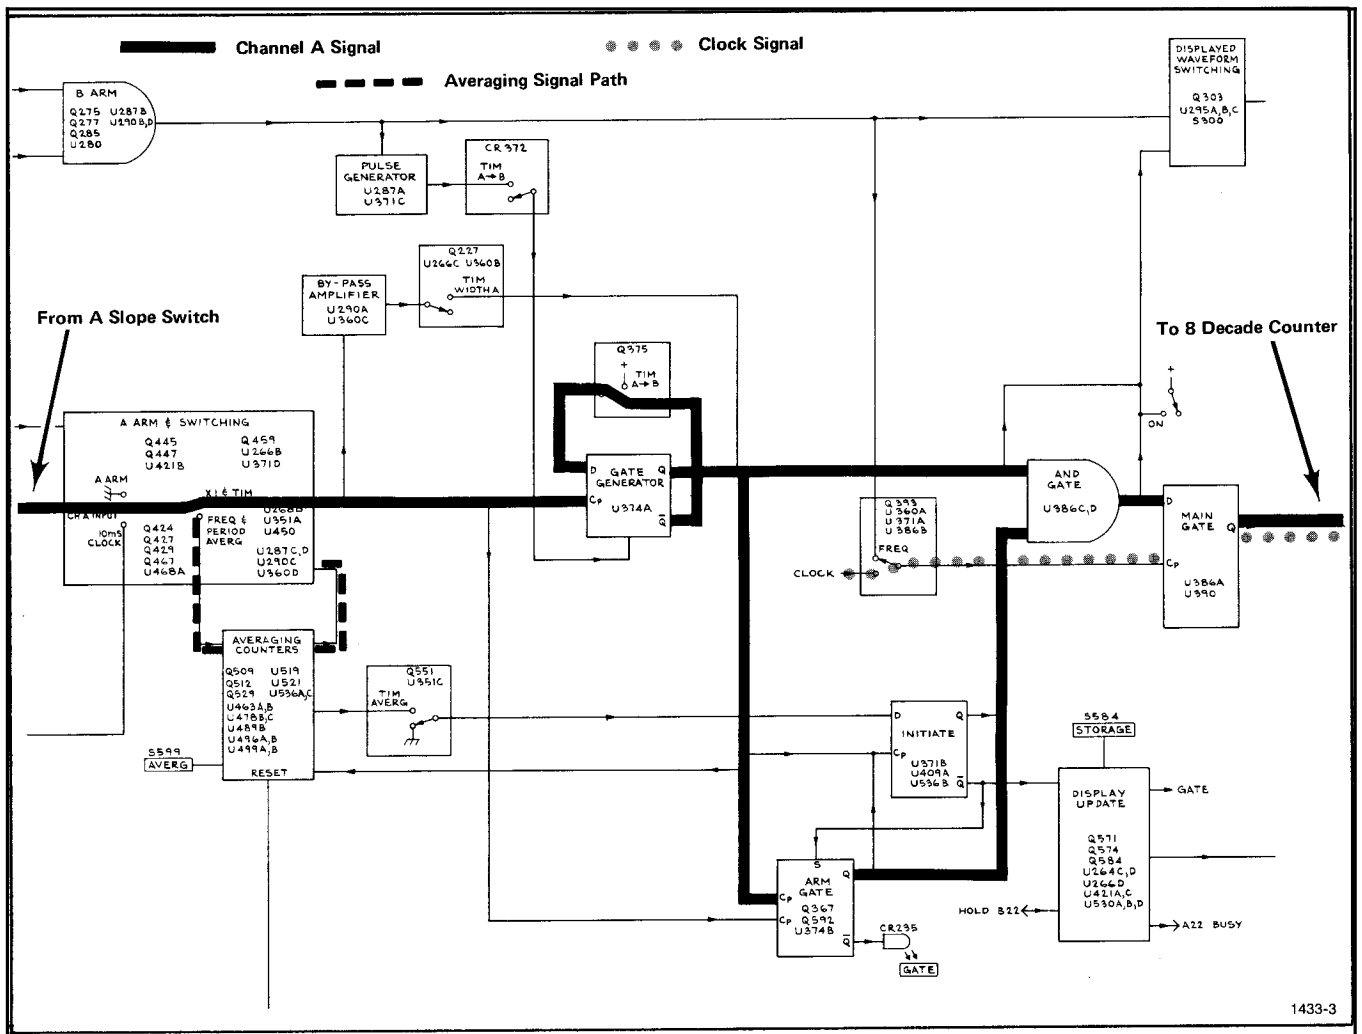 Channel A Signal
Clock Signal
Averaging Signal Path
DISPLAYED
WAVEFORM
SWITCHING
Q303
U295A,B,C
S300
B ARM
Q275 U287B
Q277 U290B,D
Q285
U280
PULSE
GENERATOR
U287A
U371C
CR372
TIM
A→B
BY-PASS
AMPLIFIER
U290A
U360C
Q227
U266C U360B
TIM
WIDTH A
From A Slope Switch
To 8 Decade Counter
Q375
+
TIM
A→B
+
ON
A ARM & SWITCHING
Q445 Q459
Q447 U266B
U421B U371D
A ARM
X1 & TIM
CH A INPUT
10mS
CLOCK
FREQ &
PERIOD
AVERG
U268B
U351A
U450
Q424
Q427
Q429
Q467
U468A
U287C,D
U290C
U360D
D GATE Q
GENERATOR
Cp
U374A
Q
AND
GATE
U386C,D
D
MAIN
GATE
Q
Cp
U386A
U390
Q393
U360A
U371A
U386B
FREQ
CLOCK
AVERAGING
COUNTERS
Q509 U519
Q512 U521
Q529 U536A,C
U463A,B
U478B,C
U489B
U496A,B
U499A,B
RESET
S599
AVERG
Q551
U351C
TIM
AVERG
D Q
INITIATE
Cp
U371B
U409A
U536B
Q
S584
STORAGE
DISPLAY
UPDATE
Q571
Q574
Q584
U264C,D
U266D
U421A,C
U530A,B,D
GATE
HOLD B22
A22 BUSY
S
Q
ARM
GATE
Cp
Q367
Cp
Q592
U374B
Q
CR235
GATE
1433-3